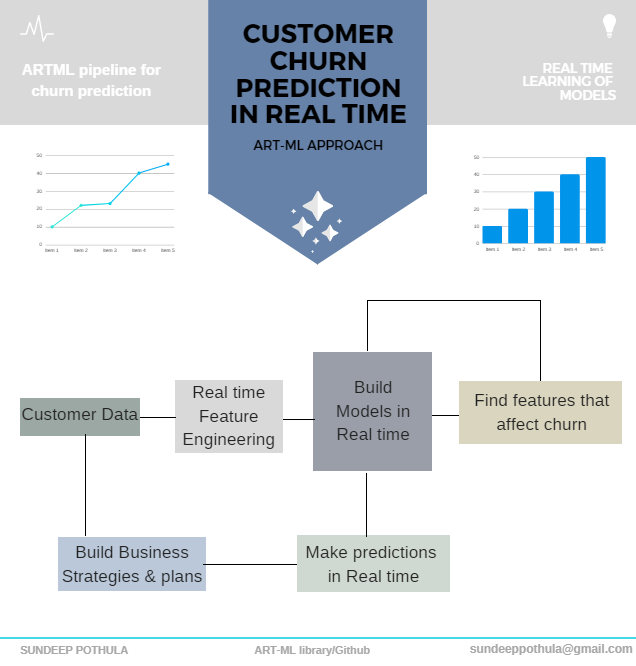 ARTML pipeline for
churn prediction
CUSTOMER
CHURN
PREDICTION
IN REAL TIME
ART-ML APPROACH
REAL TIME
LEARNING OF
MODELS
50
40
30
20
10
0
Item 1 Item 2 Item 3 Item 4 Item 5
50
40
30
20
10
0
Item 1 Item 2 Item 3 Item 4 Item 5
Customer Data
Real time
Feature
Engineering
Build
Models in
Real time
Find features that
affect churn
Build Business
Strategies & plans
Make predictions
in Real time
SUNDEEP POTHULA
ART-ML library/Github
sundeeppothula@gmail.com